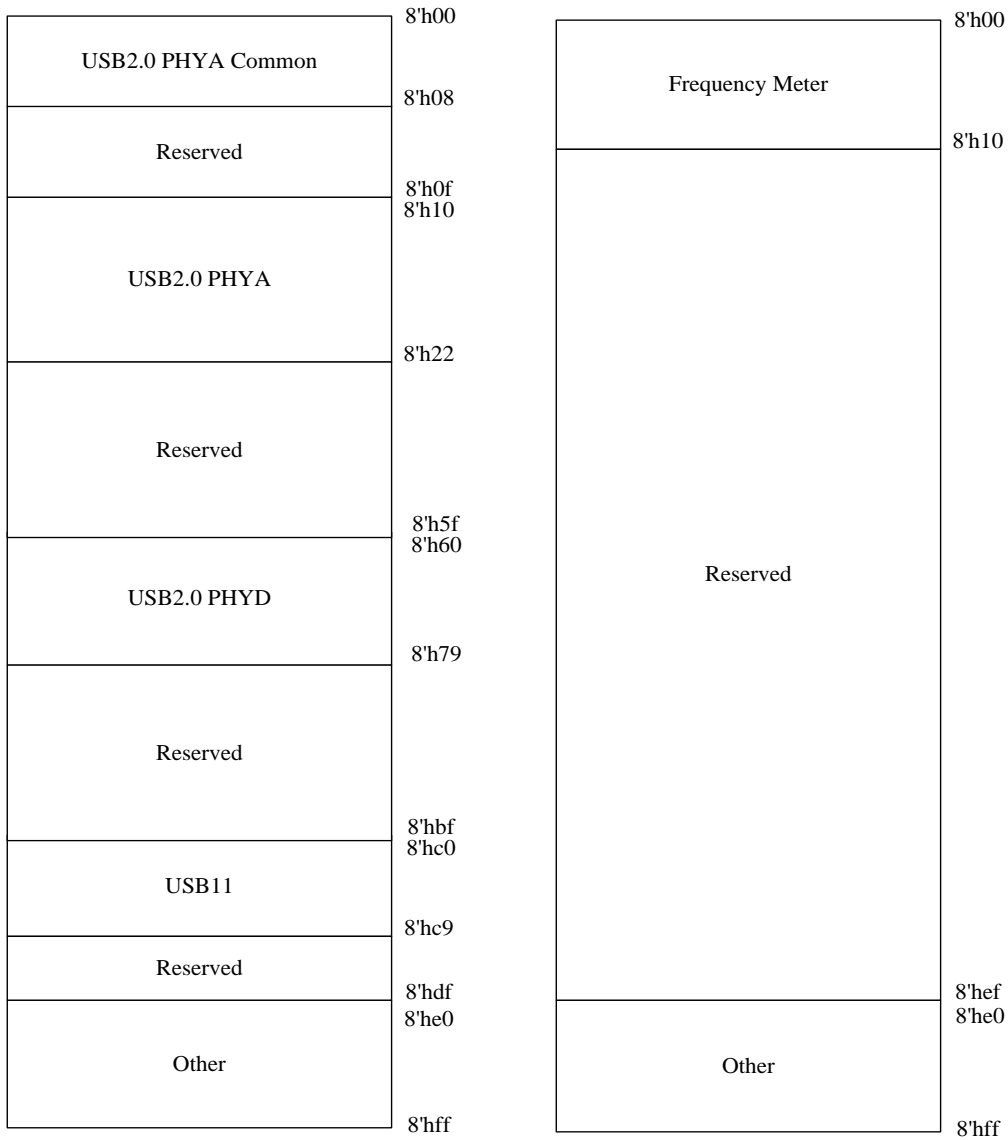 8'h00
USB2.0 PHYA Common
8'h08
Reserved
8'h0f
8'h10
USB2.0 PHYA
8'h22
Reserved
8'h5f
8'h60
USB2.0 PHYD
8'h79
Reserved
8'hbf
8'hc0
USB11
8'hc9
Reserved
8'hdf
8'he0
Other
8'hff
8'h00
Frequency Meter
8'h10
Reserved
8'hef
8'he0
Other
8'hff